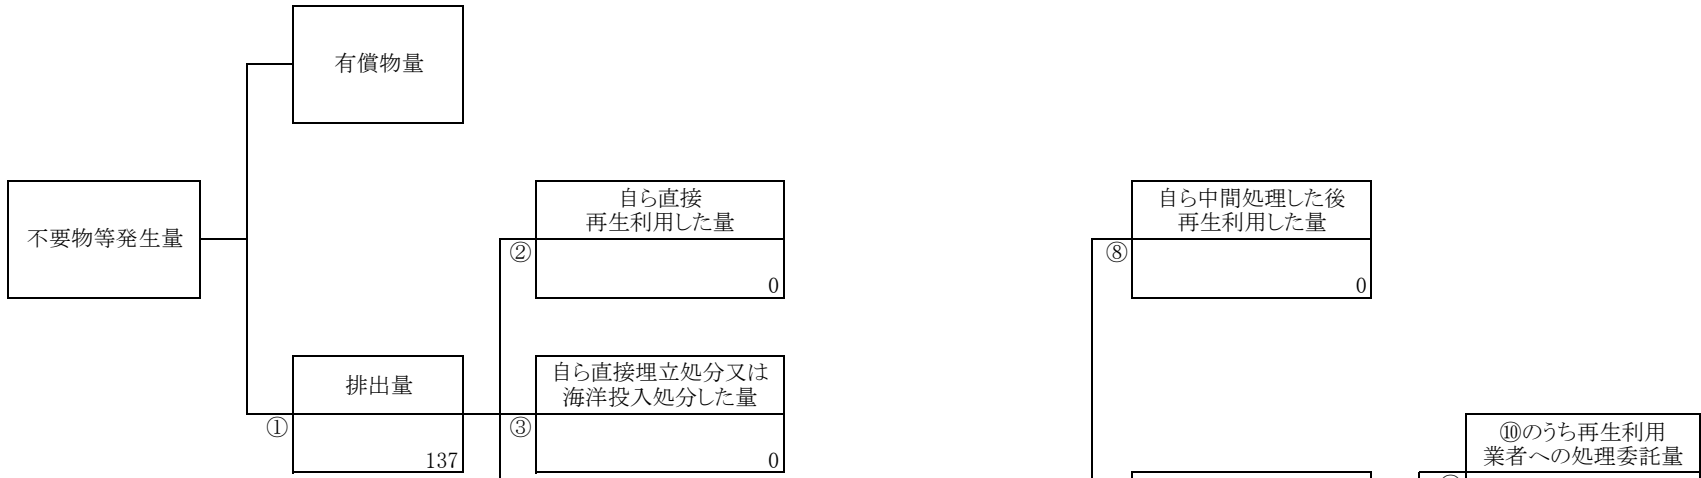 有償物量
不要物等発生量
自ら直接
再生利用した量
②
0
自ら中間処理した後
再生利用した量
⑧
0
排出量
①
137
自ら直接埋立処分又は
海洋投入処分した量
③
0
⑩のうち再生利用
業者への処理委託量